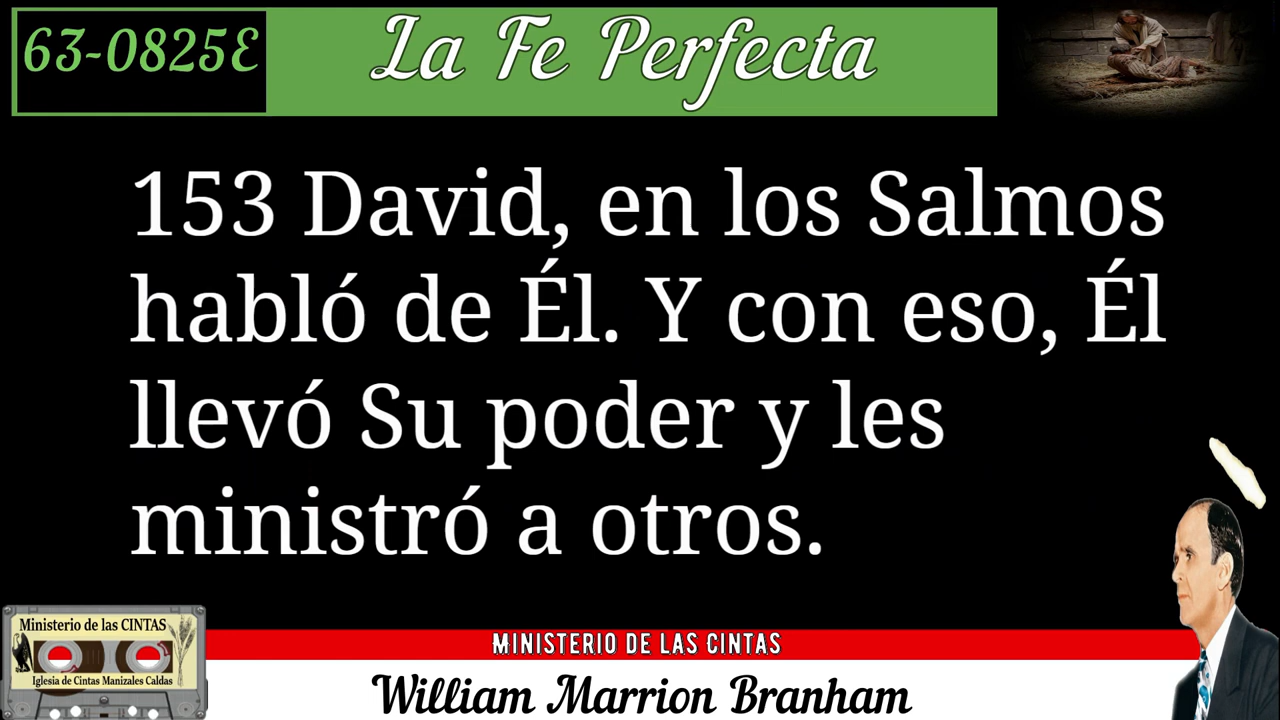 63-0825E
La Fe Perfecta
153 David, en los Salmos
habló de Él. Y con eso, Él
llevó Su poder y les
ministró a otros.
Ministerio de las CINTAS
Iglesia de Cintas Manizales Caldas
MINISTERIO DE LAS CINTAS
William Marrion Branham